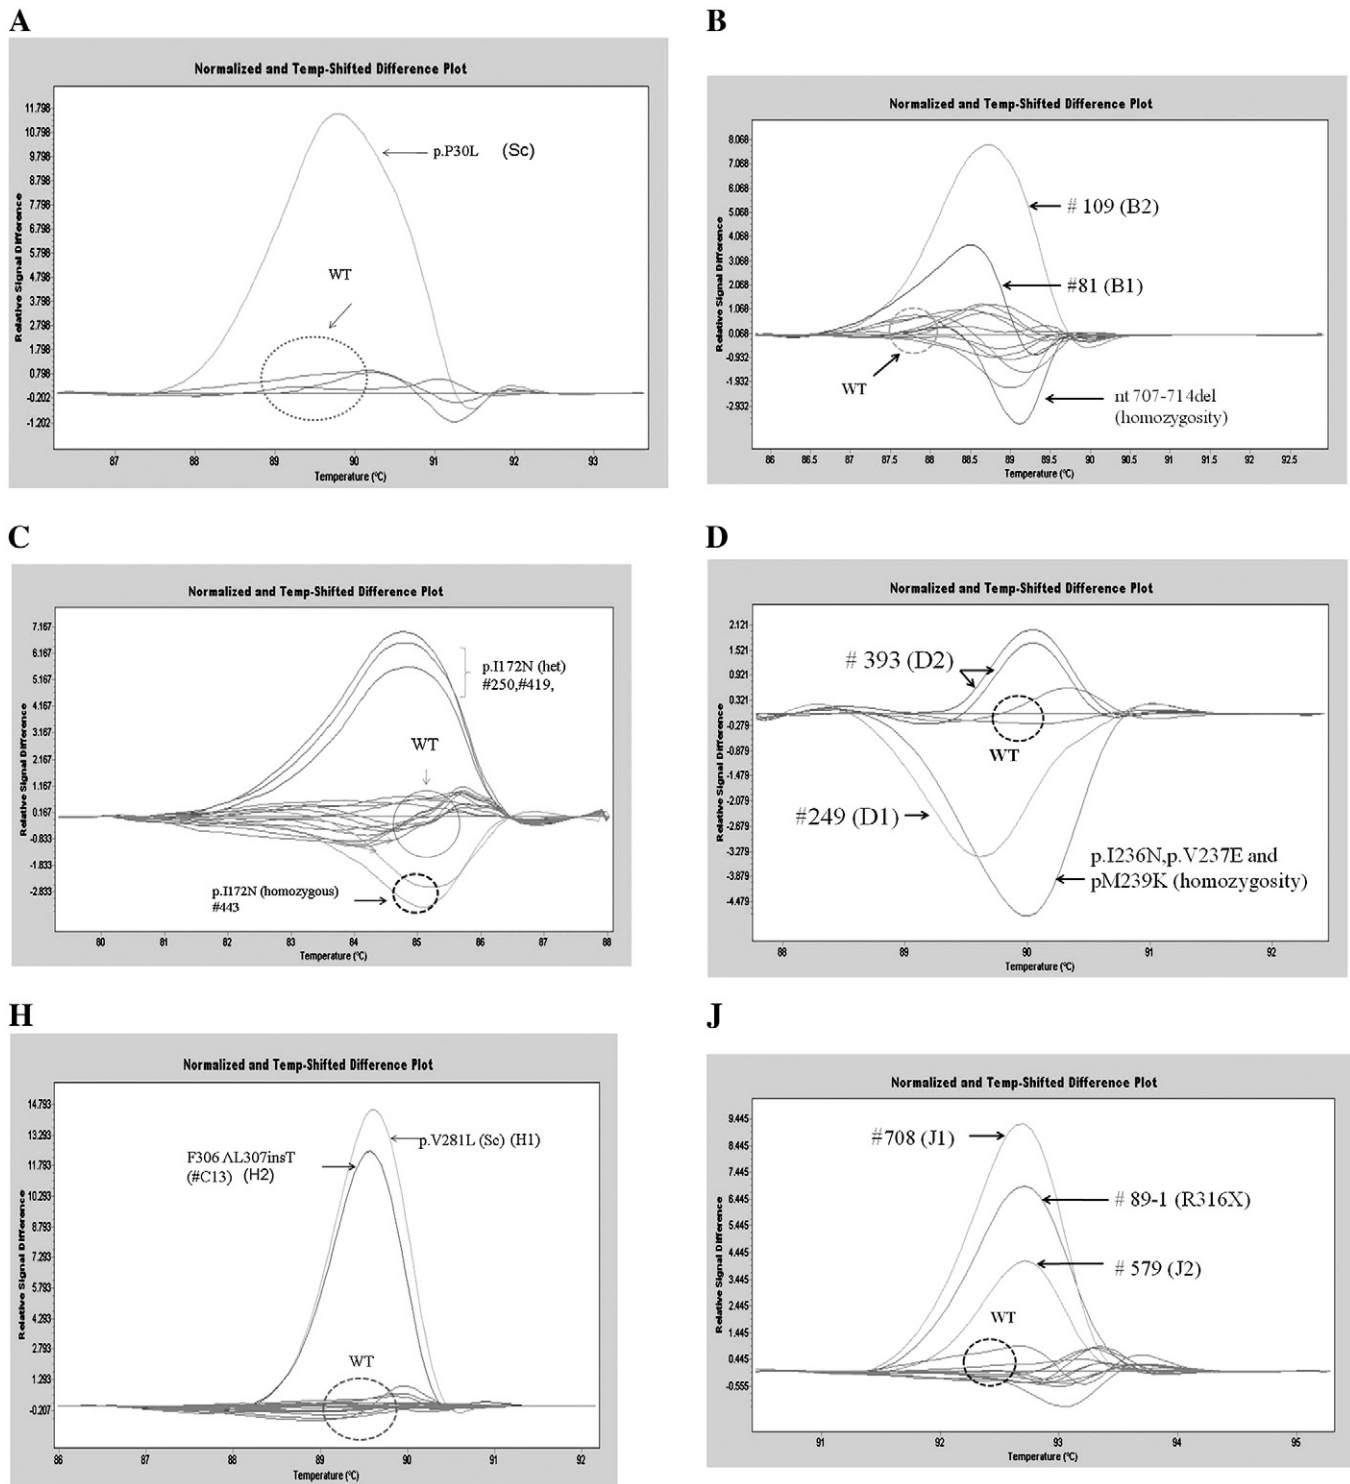 A
Normalized and Temp-Shifted Difference Plot
Relative Signal Difference
11.798
10.798
9.798
8.798
7.798
6.798
5.798
4.798
3.798
2.798
1.798
0.798
-0.202
-1.202
p.P30L (Sc)
WT
87 88 89 90 91 92 93
Temperature (°C)
B
Normalized and Temp-Shifted Difference Plot
Relative Signal Difference
8.068
7.068
6.068
5.068
4.068
3.068
2.068
1.068
0.068
-0.932
-1.932
-2.932
# 109 (B2)
#81 (B1)
WT
nt 707-714del
(homozygosity)
86 86.5 87 87.5 88 88.5 89 89.5 90 90.5 91 91.5 92 92.5
Temperature (°C)
C
Normalized and Temp-Shifted Difference Plot
Relative Signal Difference
7.167
6.167
5.167
4.167
3.167
2.167
1.167
0.167
-0.833
-1.833
-2.833
p.I172N (het)
#250,#419,
WT
p.I172N (homozygous)
#443
80 81 82 83 84 85 86 87 88
Temperature (°C)
D
Normalized and Temp-Shifted Difference Plot
Relative Signal Difference
2.121
1.521
0.921
0.321
-0.279
-0.879
-1.479
-2.079
-2.679
-3.279
-3.879
-4.479
# 393 (D2)
WT
#249 (D1)
p.I236N,p.V237E and
pM239K (homozygosity)
88 89 90 91 92
Temperature (°C)
H
Normalized and Temp-Shifted Difference Plot
Relative Signal Difference
14.793
13.293
11.793
10.293
8.793
7.293
5.793
4.293
2.793
1.293
-0.207
p.V281L (Sc) (H1)
F306 ΛL307insT
(#C13) (H2)
WT
86 87 88 89 90 91 92
Temperature (°C)
J
Normalized and Temp-Shifted Difference Plot
Relative Signal Difference
9.445
8.445
7.445
6.445
5.445
4.445
3.445
2.445
1.445
0.445
-0.555
#708 (J1)
# 89-1 (R316X)
# 579 (J2)
WT
91 92 93 94 95
Temperature (°C)